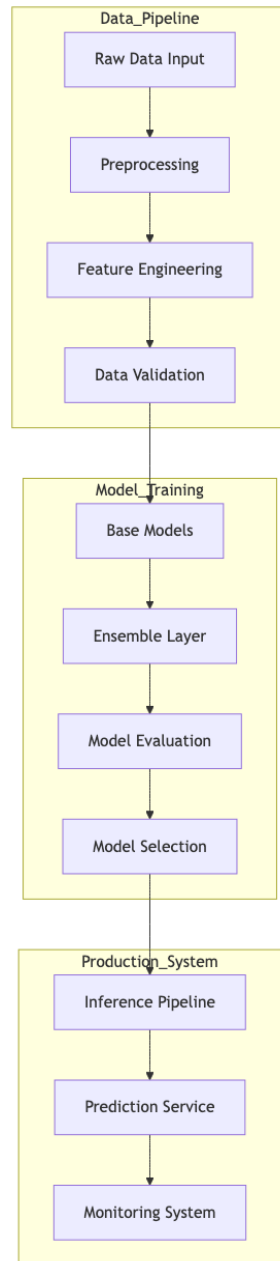 Data_Pipeline
Raw Data Input
Preprocessing
Feature Engineering
Data Validation
Model_Training
Base Models
Ensemble Layer
Model Evaluation
Model Selection
Production_System
Inference Pipeline
Prediction Service
Monitoring System